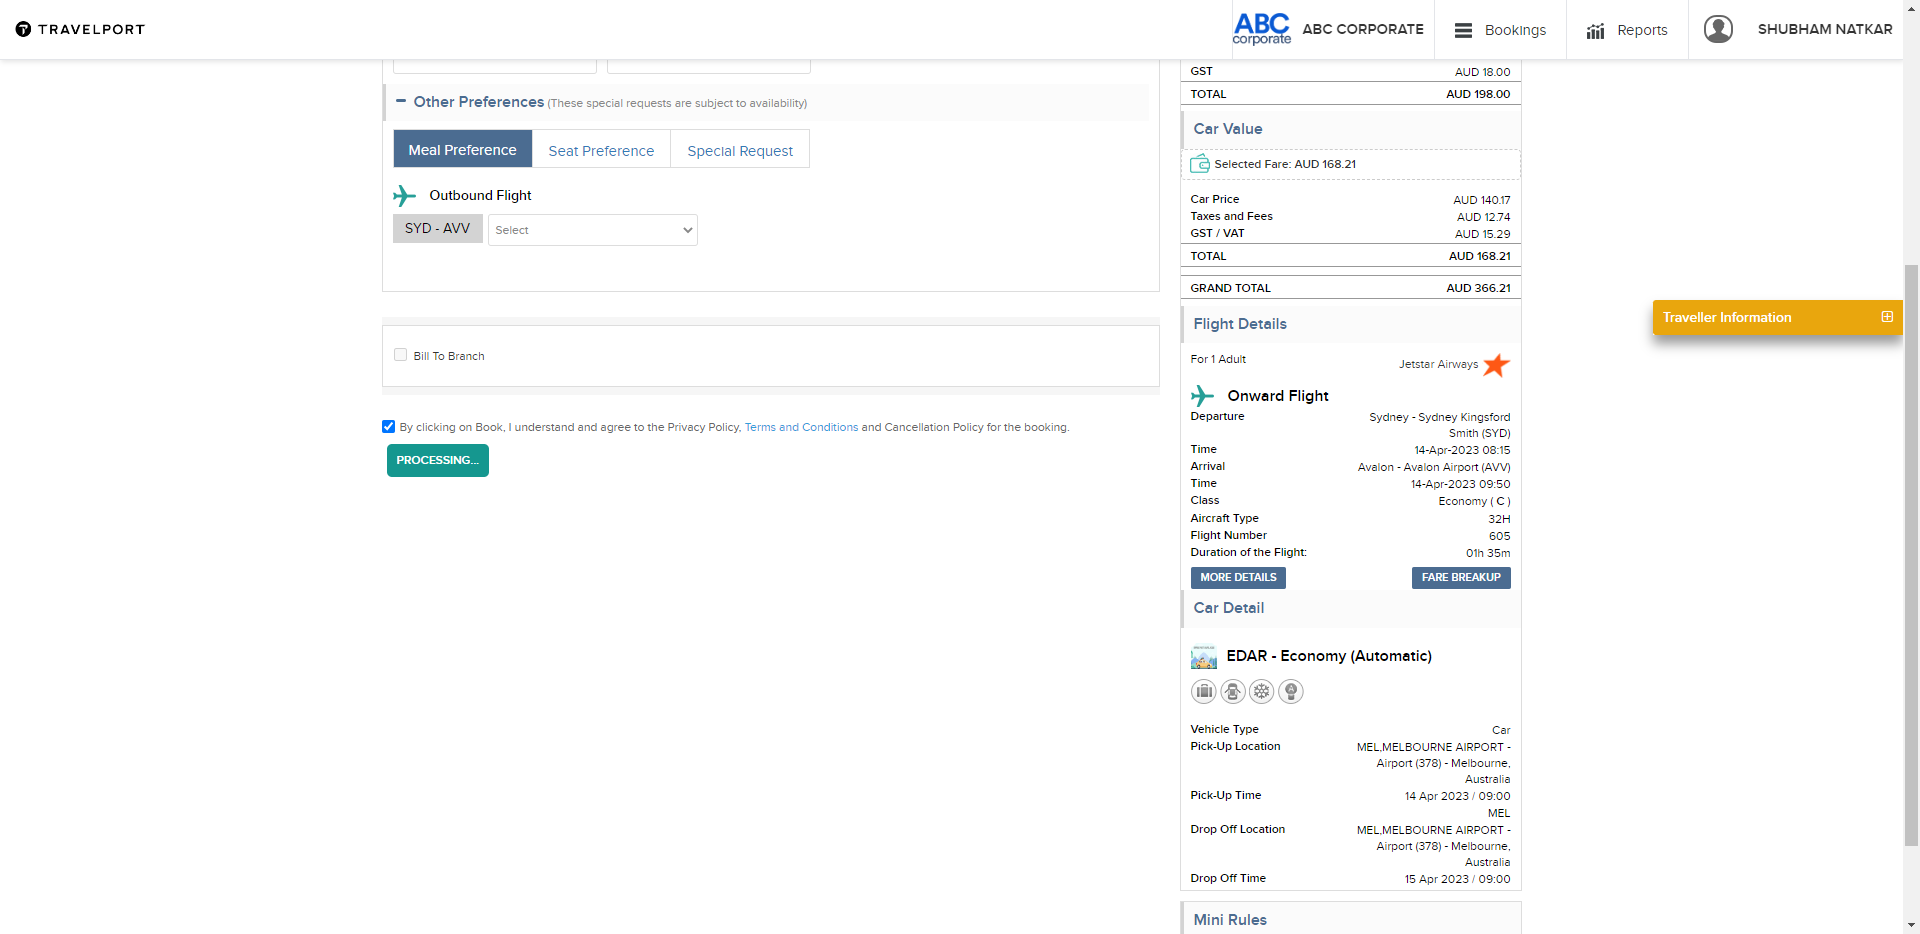 TRAVELPORT
ABC corporate
ABC CORPORATE
Bookings
Reports
SHUBHAM NATKAR
Other Preferences (These special requests are subject to availability)
Meal Preference
Seat Preference
Special Request
Outbound Flight
SYD - AVV
Select
Bill To Branch
By clicking on Book, I understand and agree to the Privacy Policy, Terms and Conditions and Cancellation Policy for the booking.
PROCESSING...
GST AUD 18.00
TOTAL AUD 198.00
Car Value
Selected Fare: AUD 168.21
Car Price AUD 140.17
Taxes and Fees AUD 12.74
GST / VAT AUD 15.29
TOTAL AUD 168.21
GRAND TOTAL AUD 366.21
Flight Details
For 1 Adult Jetstar Airways
Onward Flight
Departure Sydney - Sydney Kingsford
Smith (SYD)
Time 14-Apr-2023 08:15
Arrival Avalon - Avalon Airport (AVV)
Time 14-Apr-2023 09:50
Class Economy ( C )
Aircraft Type 32H
Flight Number 605
Duration of the Flight: 01h 35m
MORE DETAILS FARE BREAKUP
Car Detail
EDAR - Economy (Automatic)
Vehicle Type Car
Pick-Up Location MEL,MELBOURNE AIRPORT -
Airport (378) - Melbourne,
Australia
Pick-Up Time 14 Apr 2023 / 09:00
MEL
Drop Off Location MEL,MELBOURNE AIRPORT -
Airport (378) - Melbourne,
Australia
Drop Off Time 15 Apr 2023 / 09:00
Mini Rules
Traveller Information